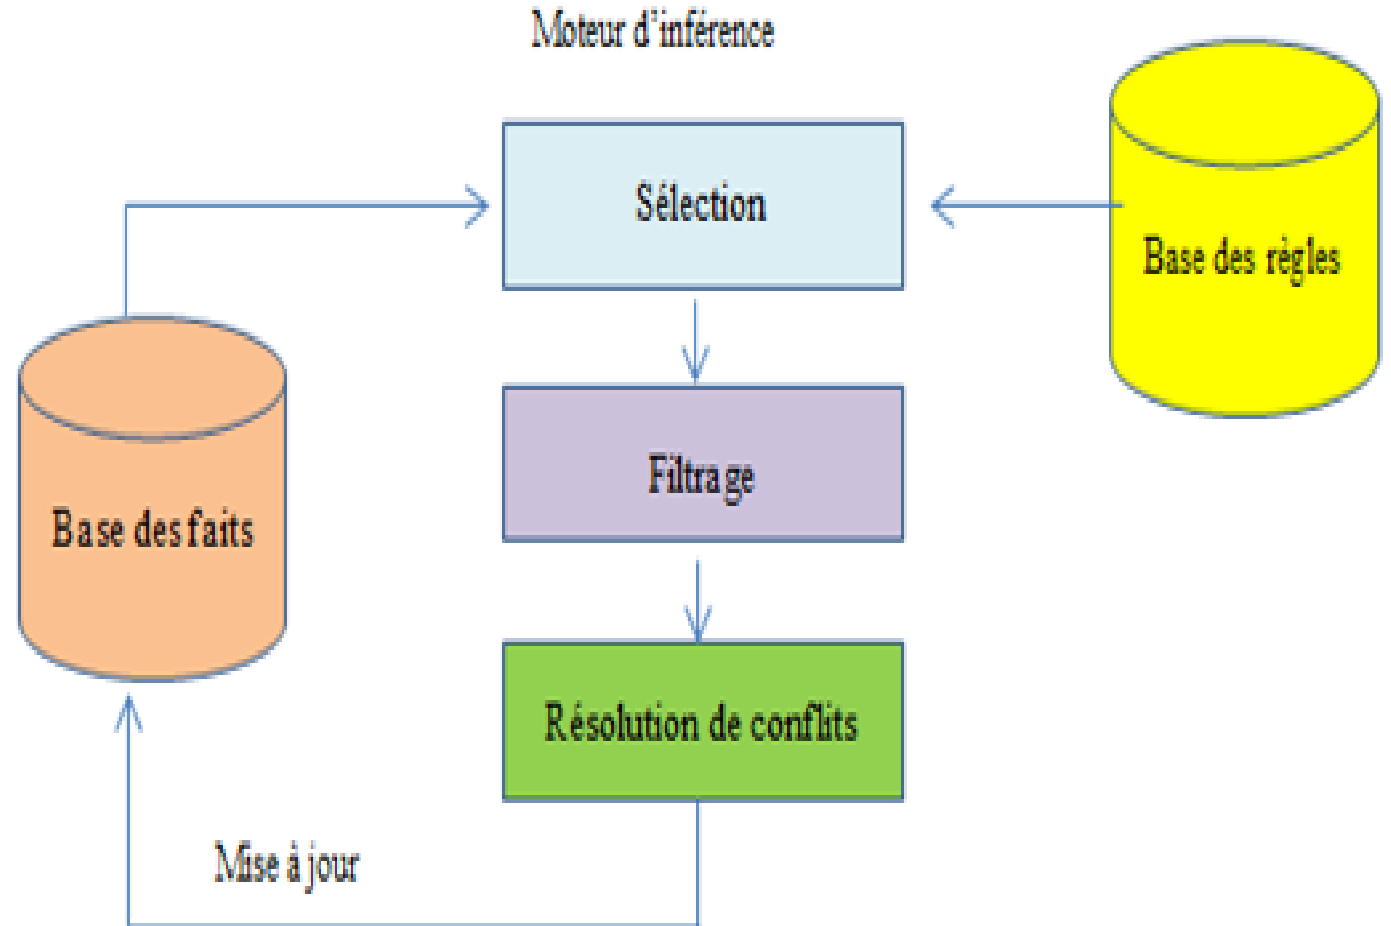 Moteur d'inférence
Sélection
Base des règles
Filtrage
Base des faits
Résolution de conflits
Mise à jour